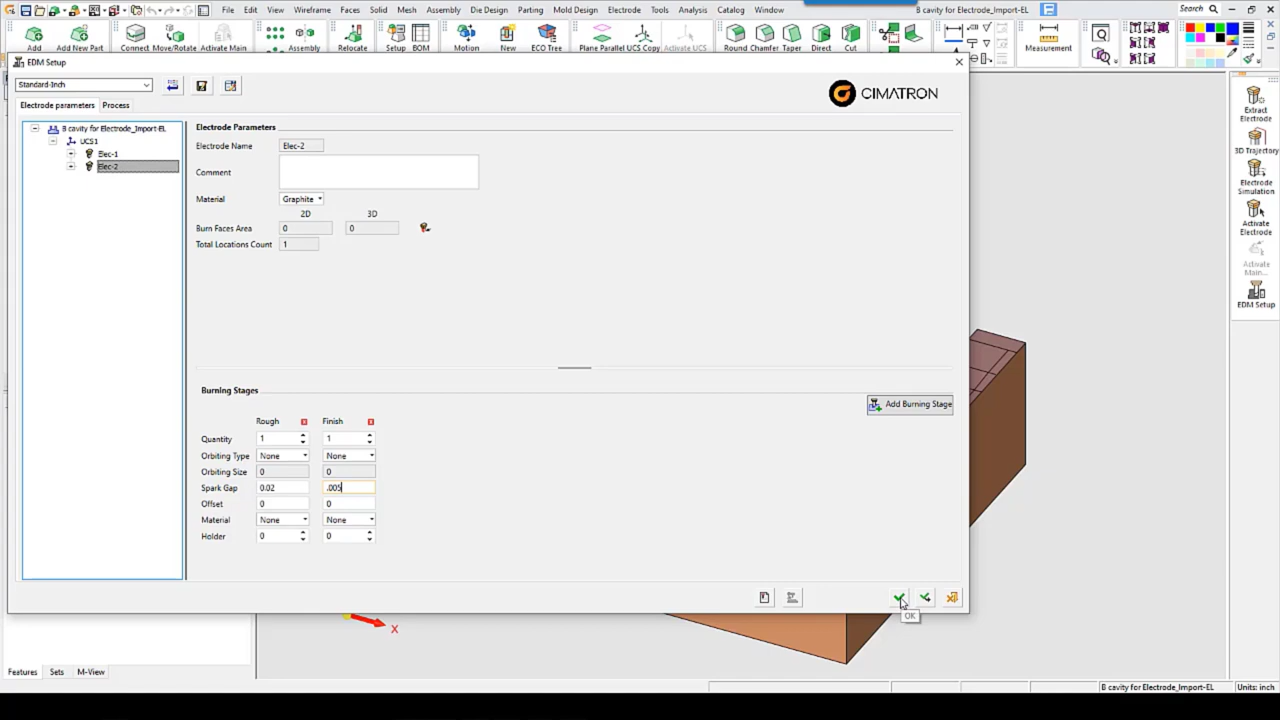 File Edit View Wireframe Faces Solid Mesh Assembly Die Design Parting Mold Design Electrode Tools Analysis Catalog Window
B cavity for Electrode_Import-EL
Search
Add Add New Part Connect Move/Rotate Activate Main Assembly Relocate Setup BOM Motion New ECO Tree Plane Parallel UCS Copy Activate UCS Round Chamfer Taper Direct Cut Measurement
EDM Setup
Standard-Inch
CIMATRON
Electrode parameters Process
B cavity for Electrode_Import-EL
UCS1
Elec-1
Elec-2
Electrode Parameters
Electrode Name Elec-2
Comment
Material Graphite
2D 3D
Burn Faces Area 0 0
Total Locations Count 1
Burning Stages
Add Burning Stage
Rough Finish
Quantity 1 1
Orbiting Type None None
Orbiting Size 0 0
Spark Gap 0.02 .005
Offset 0 0
Material None None
Holder 0 0
OK
Extract
Electrode
3D Trajectory
Electrode
Simulation
Activate
Electrode
Activate
Main...
EDM Setup
X
Features Sets M-View
B cavity for Electrode_Import-EL Units: inch